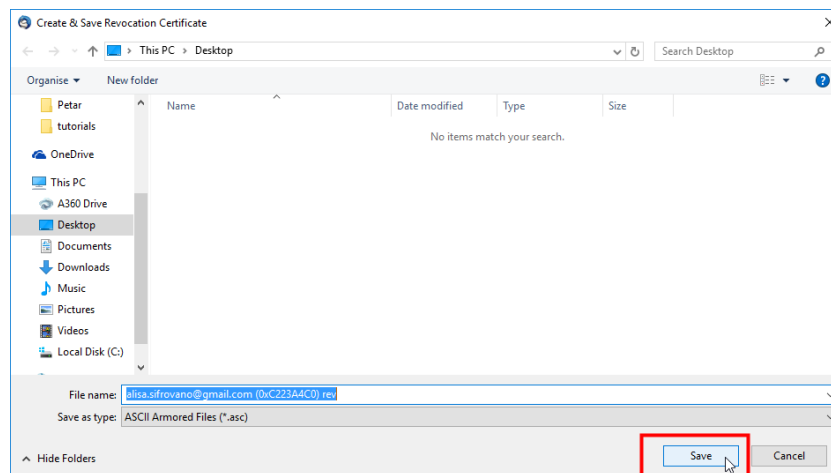 Create & Save Revocation Certificate
This PC > Desktop
Search Desktop
Organise
New folder
Petar
tutorials
OneDrive
This PC
A360 Drive
Desktop
Documents
Downloads
Music
Pictures
Videos
Local Disk (C:)
Name
Date modified
Type
Size
No items match your search.
File name: alisa.sifrovano@gmail.com (0xC223A4C0) rev
Save as type: ASCII Armored Files (*.asc)
Hide Folders
Save
Cancel